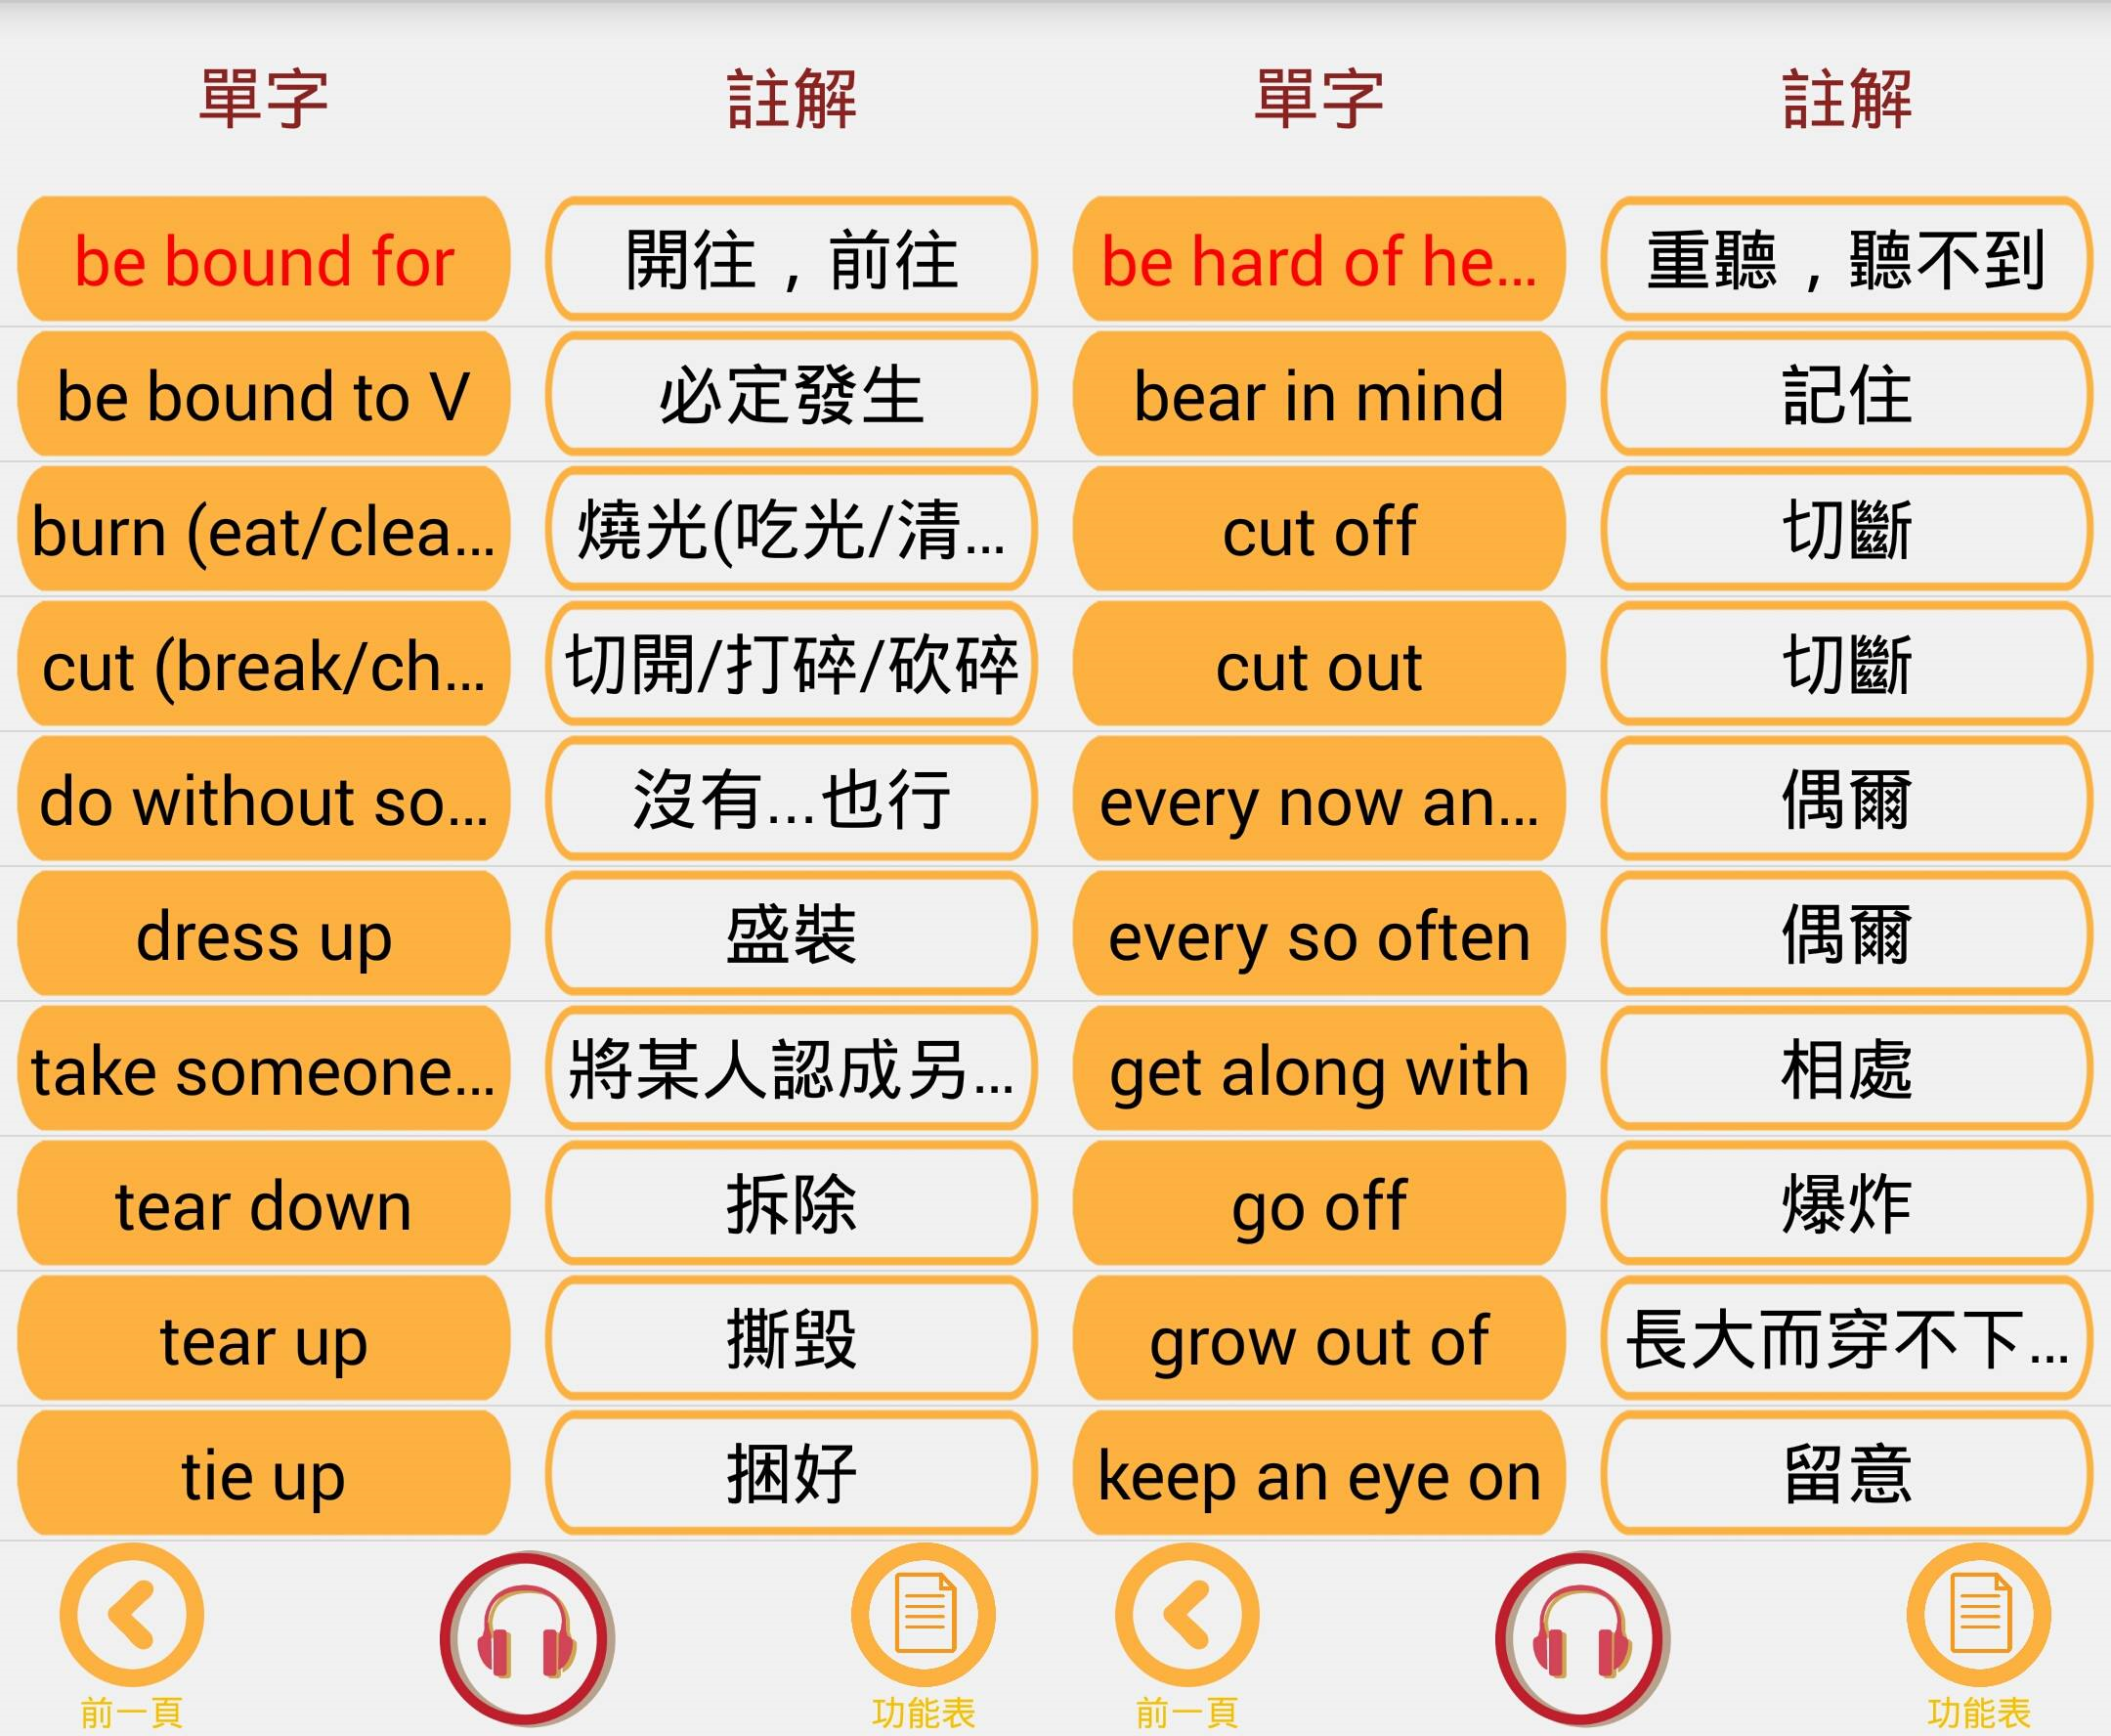 單字 註解 單字 註解
be bound for 開往，前往 be hard of he... 重聽，聽不到
be bound to V 必定發生 bear in mind 記住
burn (eat/clea... 燒光(吃光/清... cut off 切斷
cut (break/ch... 切開/打碎/砍碎 cut out 切斷
do without so... 沒有...也行 every now an... 偶爾
dress up 盛裝 every so often 偶爾
take someone... 將某人認成另... get along with 相處
tear down 拆除 go off 爆炸
tear up 撕毀 grow out of 長大而穿不下...
tie up 捆好 keep an eye on 留意
前一頁 功能表 前一頁 功能表